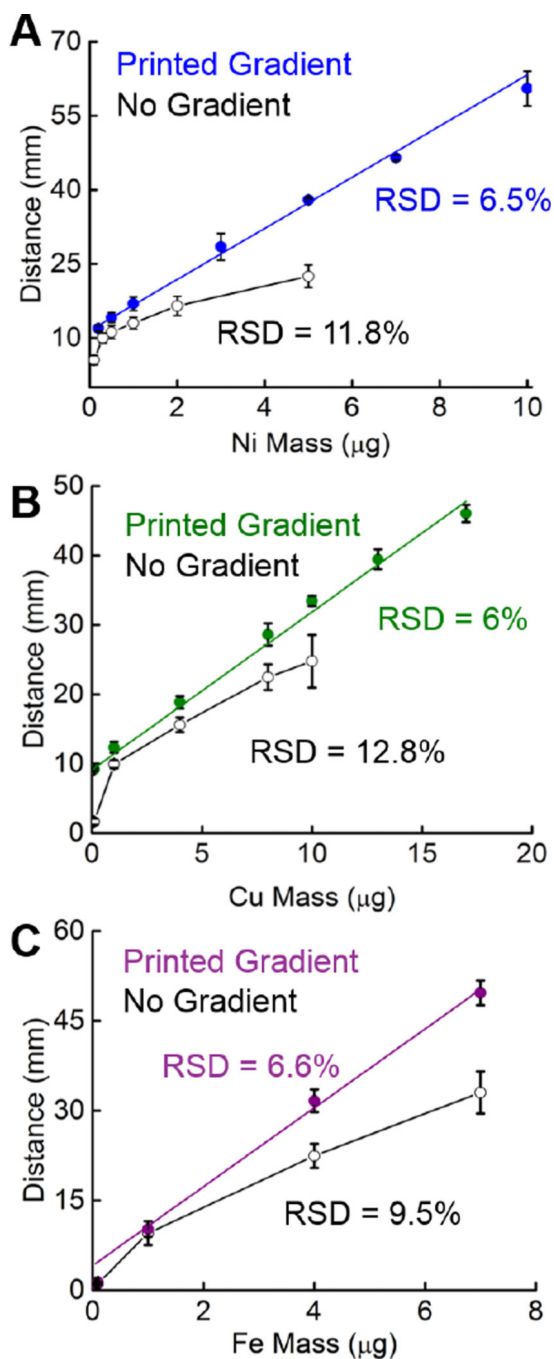 A
70
Printed Gradient
No Gradient
55
40
RSD = 6.5%
25
RSD = 11.8%
10
0 2 4 6 8 10
Distance (mm)
Ni Mass (µg)
B
50
Printed Gradient
No Gradient
40
30
RSD = 6%
20
RSD = 12.8%
10
0
0 5 10 15 20
Distance (mm)
Cu Mass (µg)
C
60
Printed Gradient
No Gradient
45
RSD = 6.6%
30
15
RSD = 9.5%
0
0 2 4 6 8
Distance (mm)
Fe Mass (µg)